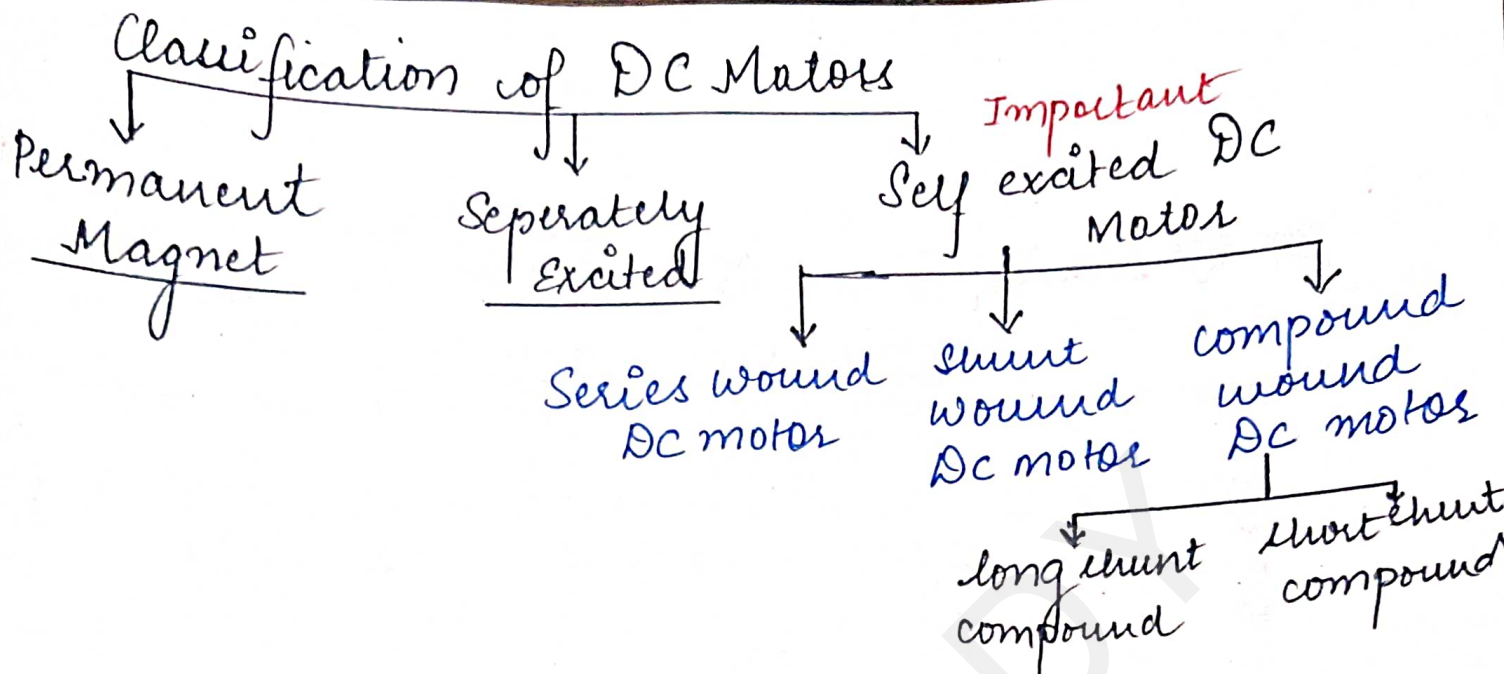 Classification of DC Motors
Permanent
Magnet
Seperately
Excited
Important
Self excited DC
Motor
Series wound
DC motor
shunt
wound
DC motor
compound
wound
DC motor
long shunt
compound
short shunt
compound